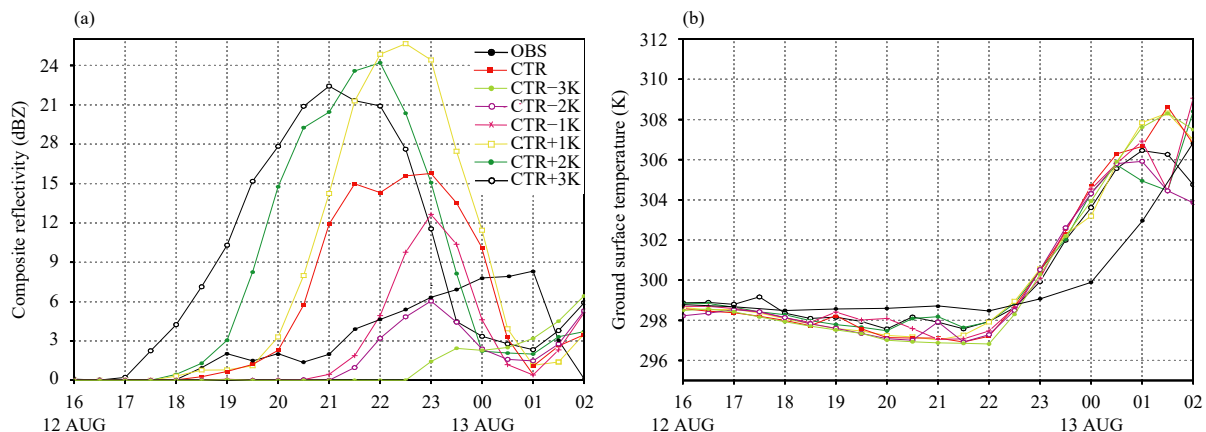 (a)
Composite reflectivity (dBZ)
24
21
18
15
12
9
6
3
0
OBS
CTR
CTR−3K
CTR−2K
CTR−1K
CTR+1K
CTR+2K
CTR+3K
16 17 18 19 20 21 22 23 00 01 02
12 AUG 13 AUG
(b)
Ground surface temperature (K)
312
310
308
306
304
302
300
298
296
16 17 18 19 20 21 22 23 00 01 02
12 AUG 13 AUG